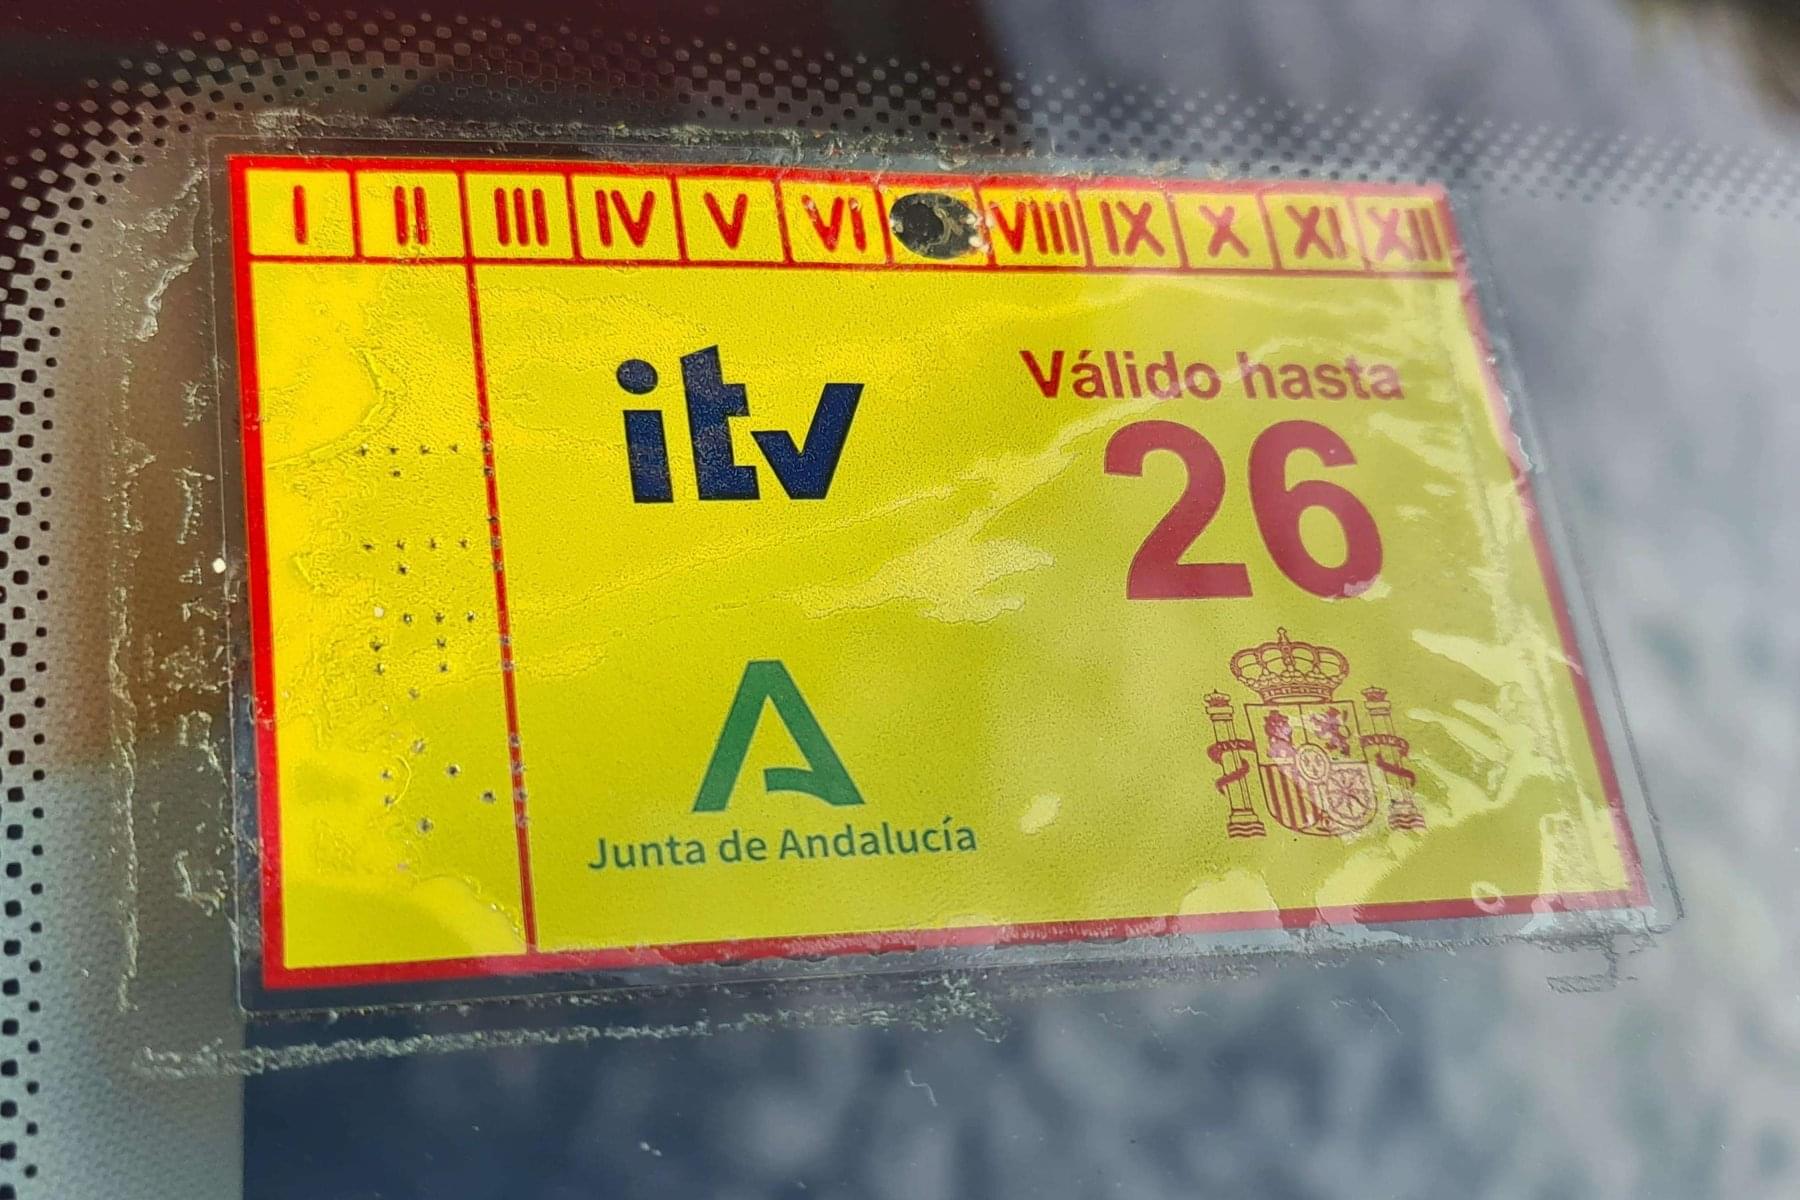 I II III IV V VI VIII IX X XI XII
itv
Válido hasta
26
Junta de Andalucía